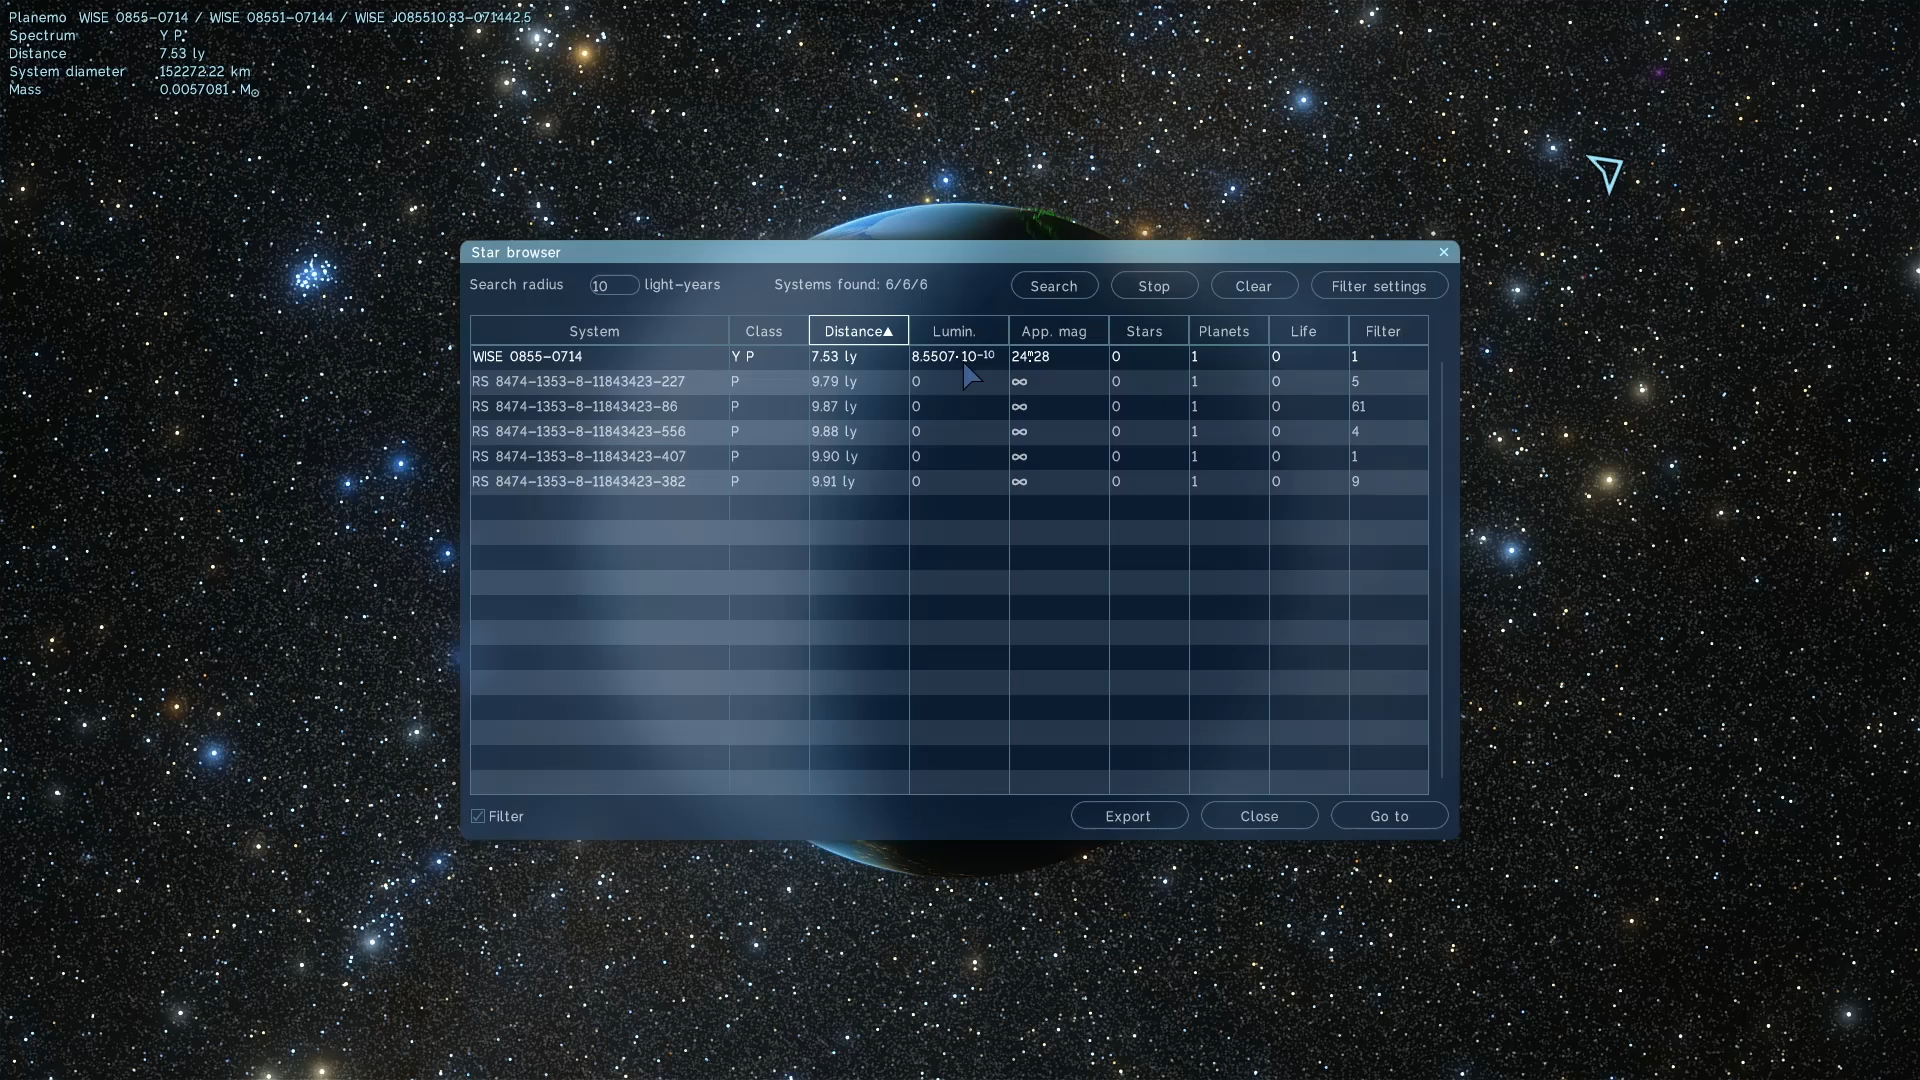 Planemo WISE 0855-0714 / WISE 08551-07144 / WISE J085510.83-071442.5
Spectrum Y P
Distance 7.53 ly
System diameter 152272.22 km
Mass 0.0057081 M☉
Star browser ×
Search radius 10 light-years Systems found: 6/6/6 Search Stop Clear Filter settings
System Class Distance▲ Lumin. App. mag Stars Planets Life Filter
WISE 0855-0714 Y P 7.53 ly 8.5507·10⁻¹⁰ 24ᵐ.28 0 1 0 1
RS 8474-1353-8-11843423-227 P 9.79 ly 0 ∞ 0 1 0 5
RS 8474-1353-8-11843423-86 P 9.87 ly 0 ∞ 0 1 0 61
RS 8474-1353-8-11843423-556 P 9.88 ly 0 ∞ 0 1 0 4
RS 8474-1353-8-11843423-407 P 9.90 ly 0 ∞ 0 1 0 1
RS 8474-1353-8-11843423-382 P 9.91 ly 0 ∞ 0 1 0 9
Filter Export Close Go to